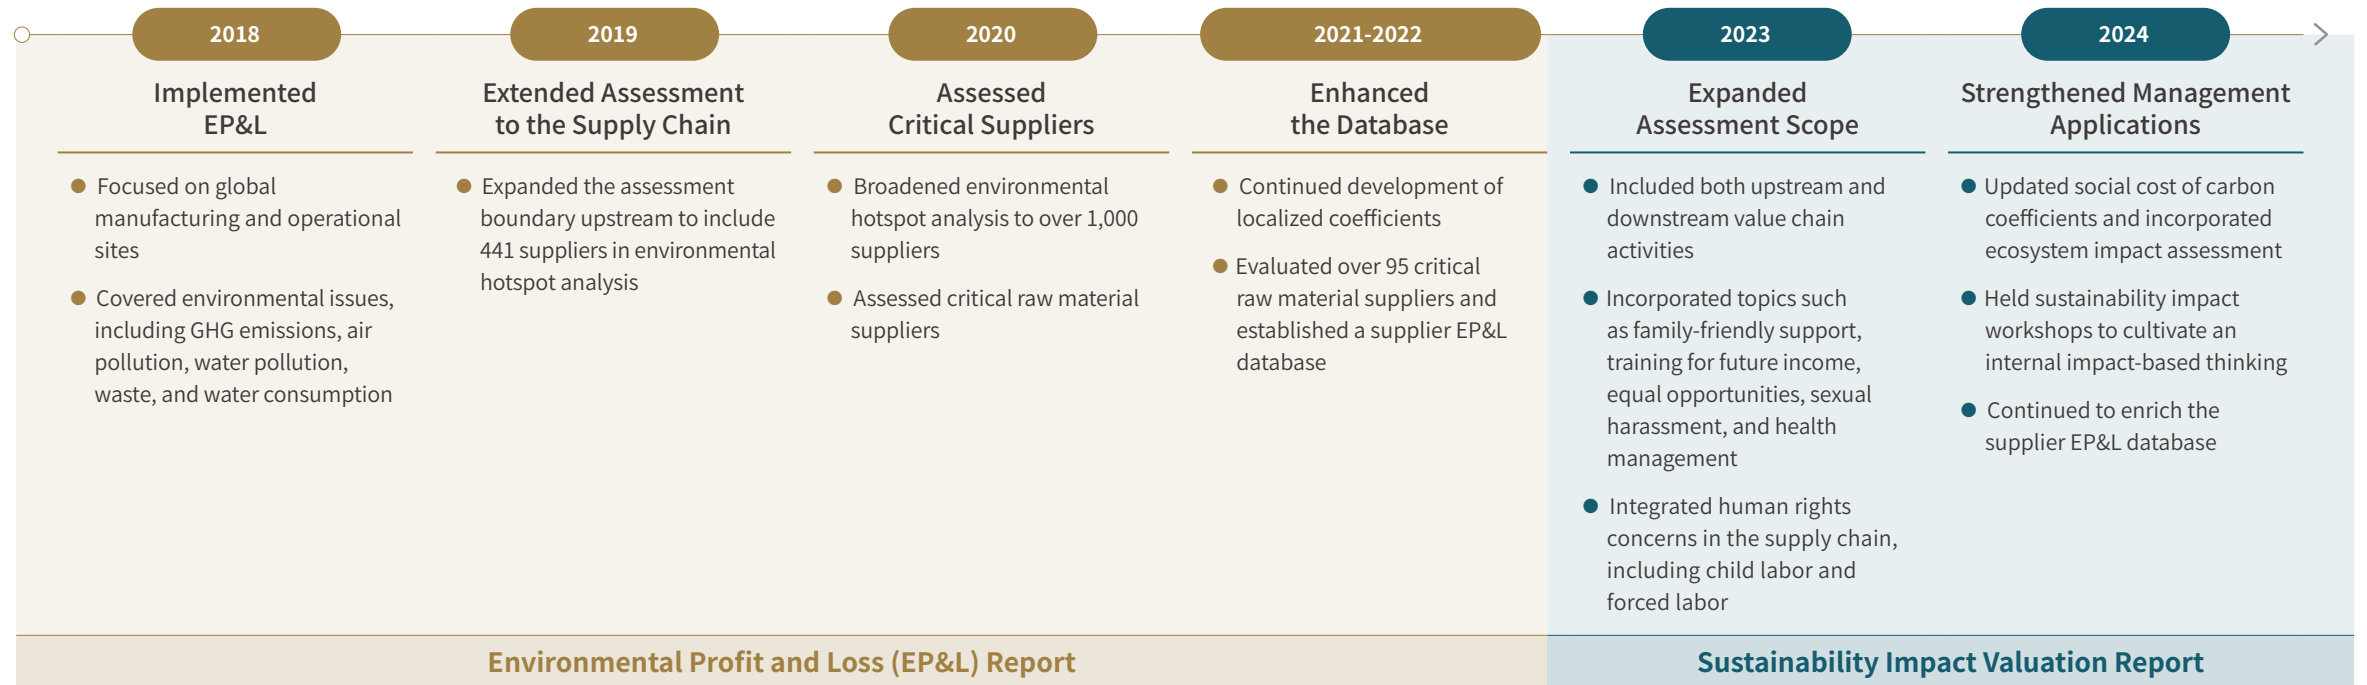 2018
Implemented
EP&L
Focused on global
manufacturing and operational
sites
Covered environmental issues,
including GHG emissions, air
pollution, water pollution,
waste, and water consumption
2019
Extended Assessment
to the Supply Chain
Expanded the assessment
boundary upstream to include
441 suppliers in environmental
hotspot analysis
2020
Assessed
Critical Suppliers
Broadened environmental
hotspot analysis to over 1,000
suppliers
Assessed critical raw material
suppliers
2021-2022
Enhanced
the Database
Continued development of
localized coefficients
Evaluated over 95 critical
raw material suppliers and
established a supplier EP&L
database
2023
Expanded
Assessment Scope
Included both upstream and
downstream value chain
activities
Incorporated topics such
as family-friendly support,
training for future income,
equal opportunities, sexual
harassment, and health
management
Integrated human rights
concerns in the supply chain,
including child labor and
forced labor
2024
Strengthened Management
Applications
Updated social cost of carbon
coefficients and incorporated
ecosystem impact assessment
Held sustainability impact
workshops to cultivate an
internal impact-based thinking
Continued to enrich the
supplier EP&L database
Environmental Profit and Loss (EP&L) Report
Sustainability Impact Valuation Report